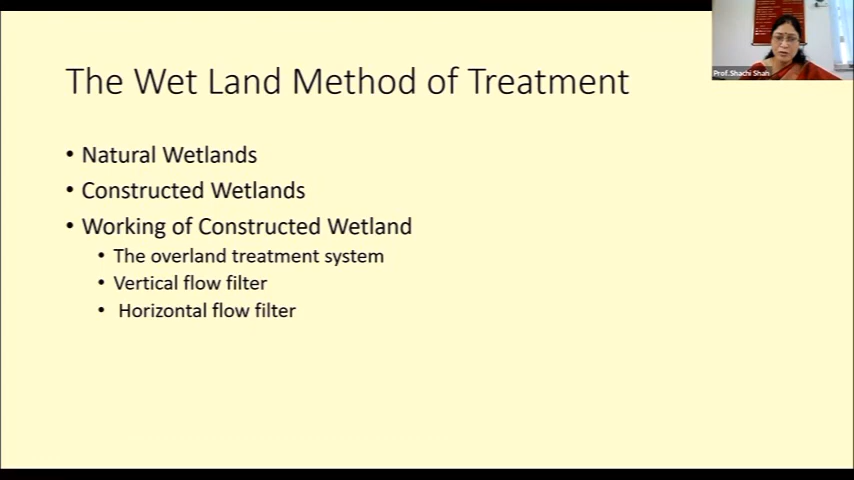 The Wet Land Method of Treatment
• Natural Wetlands
• Constructed Wetlands
• Working of Constructed Wetland
• The overland treatment system
• Vertical flow filter
• Horizontal flow filter
Prof.Shachi Shah